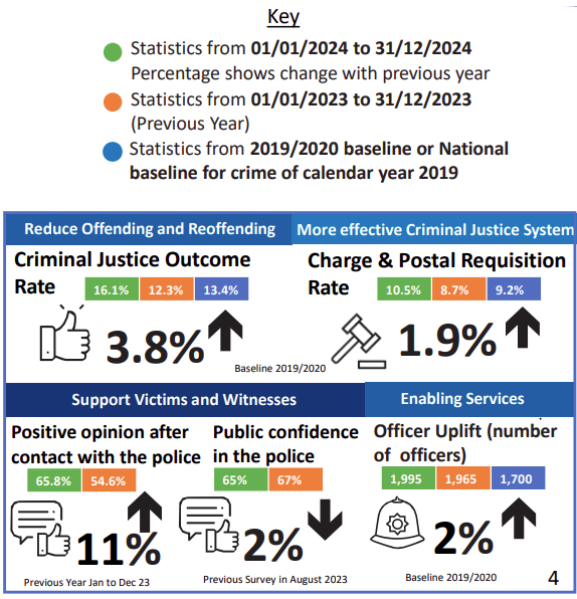 Key
Statistics from 01/01/2024 to 31/12/2024
Percentage shows change with previous year
Statistics from 01/01/2023 to 31/12/2023
(Previous Year)
Statistics from 2019/2020 baseline or National
baseline for crime of calendar year 2019
Reduce Offending and Reoffending
More effective Criminal Justice System
Criminal Justice Outcome
Rate
16.1%
12.3%
13.4%
3.8%
Baseline 2019/2020
Charge & Postal Requisition
Rate
10.5%
8.7%
9.2%
1.9%
Support Victims and Witnesses
Enabling Services
Positive opinion after
contact with the police
65.8%
54.6%
11%
Previous Year Jan to Dec 23
Public confidence
in the police
65%
67%
2%
Previous Survey in August 2023
Officer Uplift (number
of officers)
1,995
1,965
1,700
2%
Baseline 2019/2020
4